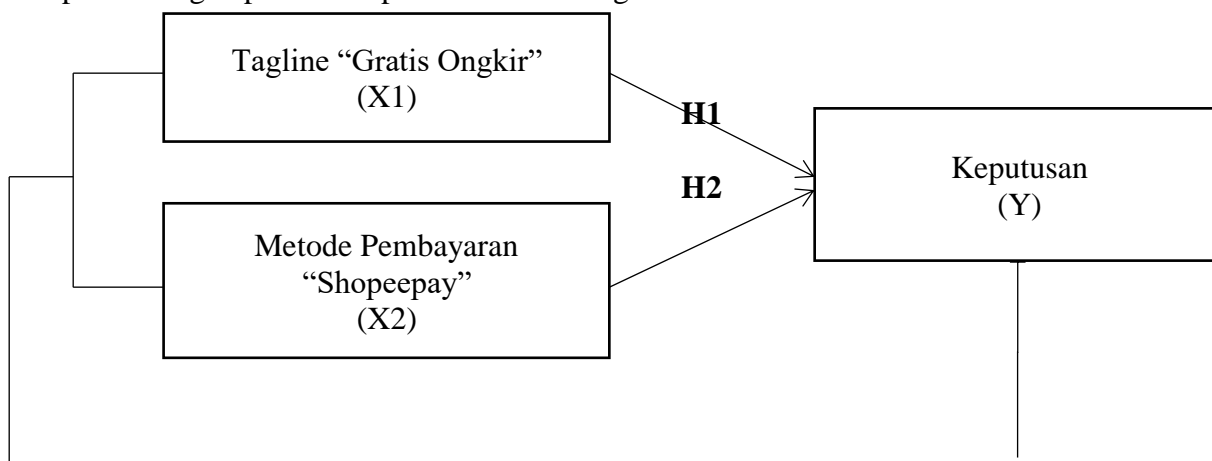 Tagline “Gratis Ongkir”
(X1)
H1
H2
Keputusan
(Y)
Metode Pembayaran
“Shopeepay”
(X2)